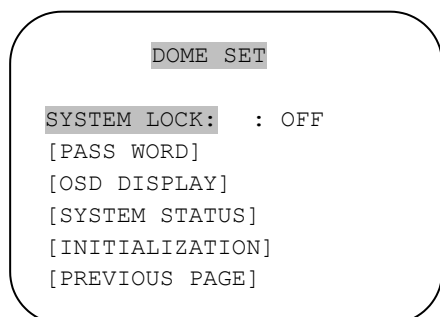 DOME SET
SYSTEM LOCK: : OFF
[PASS WORD]
[OSD DISPLAY]
[SYSTEM STATUS]
[INITIALIZATION]
[PREVIOUS PAGE]